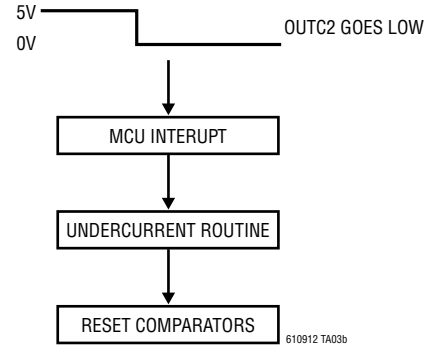 5V
0V
OUTC2 GOES LOW
MCU INTERUPT
UNDERCURRENT ROUTINE
RESET COMPARATORS
610912 TA03b